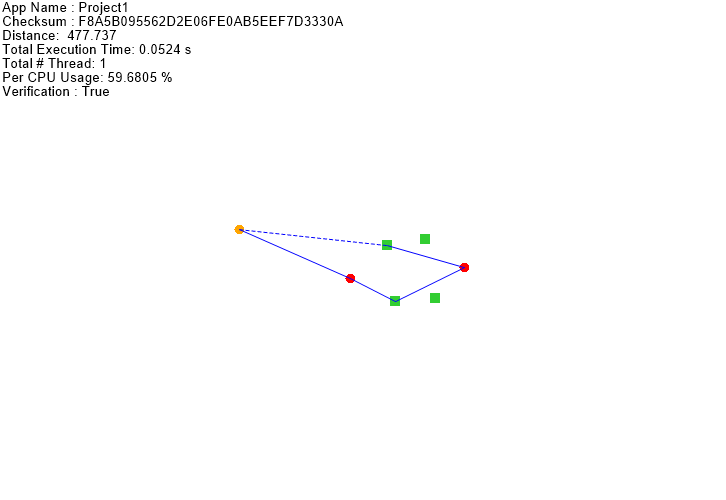 App Name : Project1
Checksum : F8A5B095562D2E06FE0AB5EEF7D3330A
Distance:  477.737
Total Execution Time: 0.0524 s
Total # Thread: 1
Per CPU Usage: 59.6805 %
Verification : True